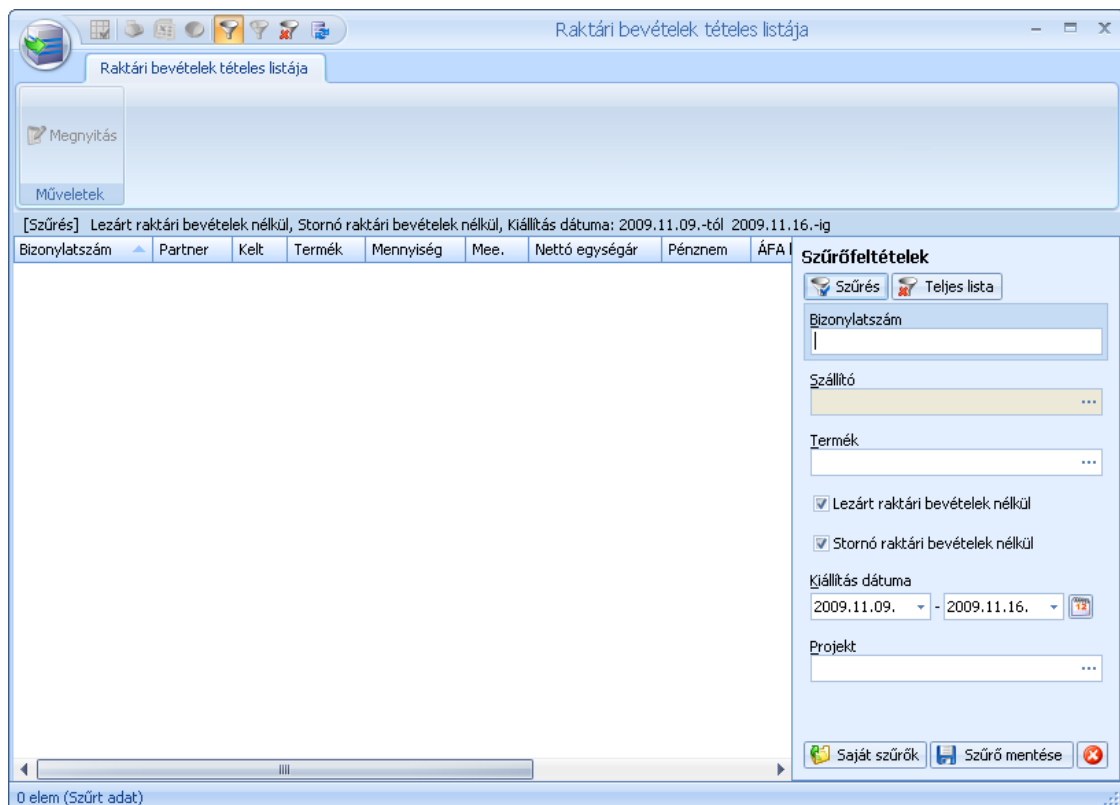 Raktári bevételek tételes listája
Raktári bevételek tételes listája
Megnyitás
Műveletek
[Szűrés] Lezárt raktári bevételek nélkül, Stornó raktári bevételek nélkül, Kiállítás dátuma: 2009.11.09.-tól 2009.11.16.-ig
Bizonylatszám Partner Kelt Termék Mennyiség Mee. Nettó egységár Pénznem ÁFA
Szűrőfeltételek
Szűrés Teljes lista
Bizonylatszám
Szállító
Termék
Lezárt raktári bevételek nélkül
Stornó raktári bevételek nélkül
Kiállítás dátuma
2009.11.09. - 2009.11.16. 12
Projekt
Saját szűrők Szűrő mentése
0 elem (Szűrt adat)